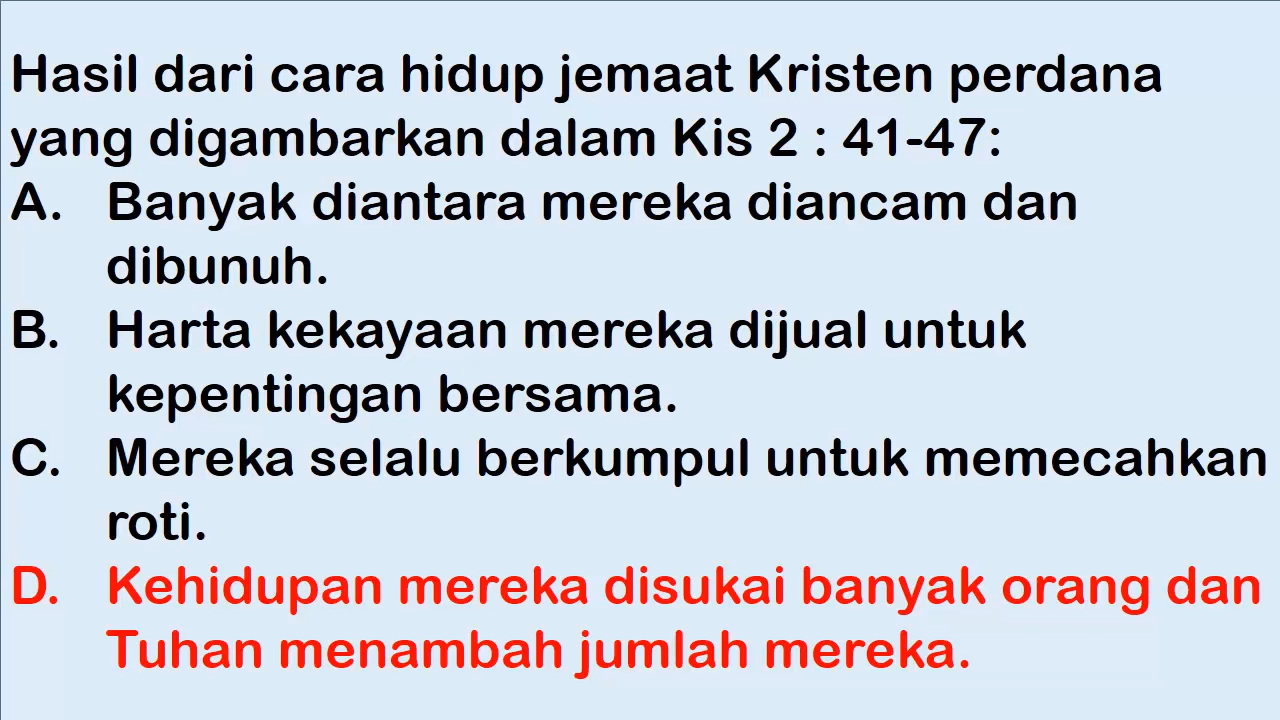 Hasil dari cara hidup jemaat Kristen perdana
yang digambarkan dalam Kis 2 : 41-47:
A. Banyak diantara mereka diancam dan
dibunuh.
B. Harta kekayaan mereka dijual untuk
kepentingan bersama.
C. Mereka selalu berkumpul untuk memecahkan
roti.
D. Kehidupan mereka disukai banyak orang dan
Tuhan menambah jumlah mereka.